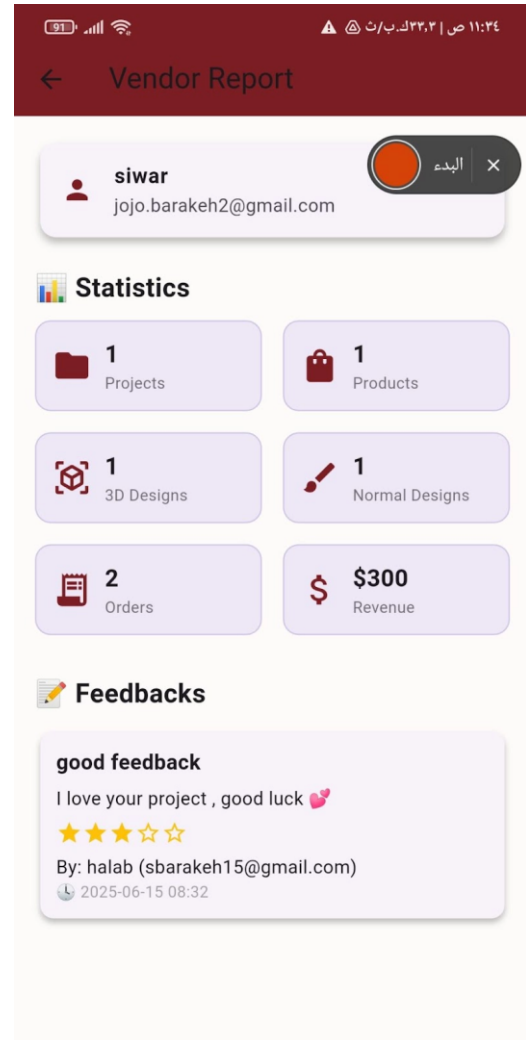 91
١١:٣٤ ص | ٣٣,٣ك.ب/ث
Vendor Report
البدء
siwar
jojo.barakeh2@gmail.com
Statistics
1
Projects
1
Products
1
3D Designs
1
Normal Designs
2
Orders
$300
Revenue
Feedbacks
good feedback
I love your project , good luck 💕
By: halab (sbarakeh15@gmail.com)
2025-06-15 08:32